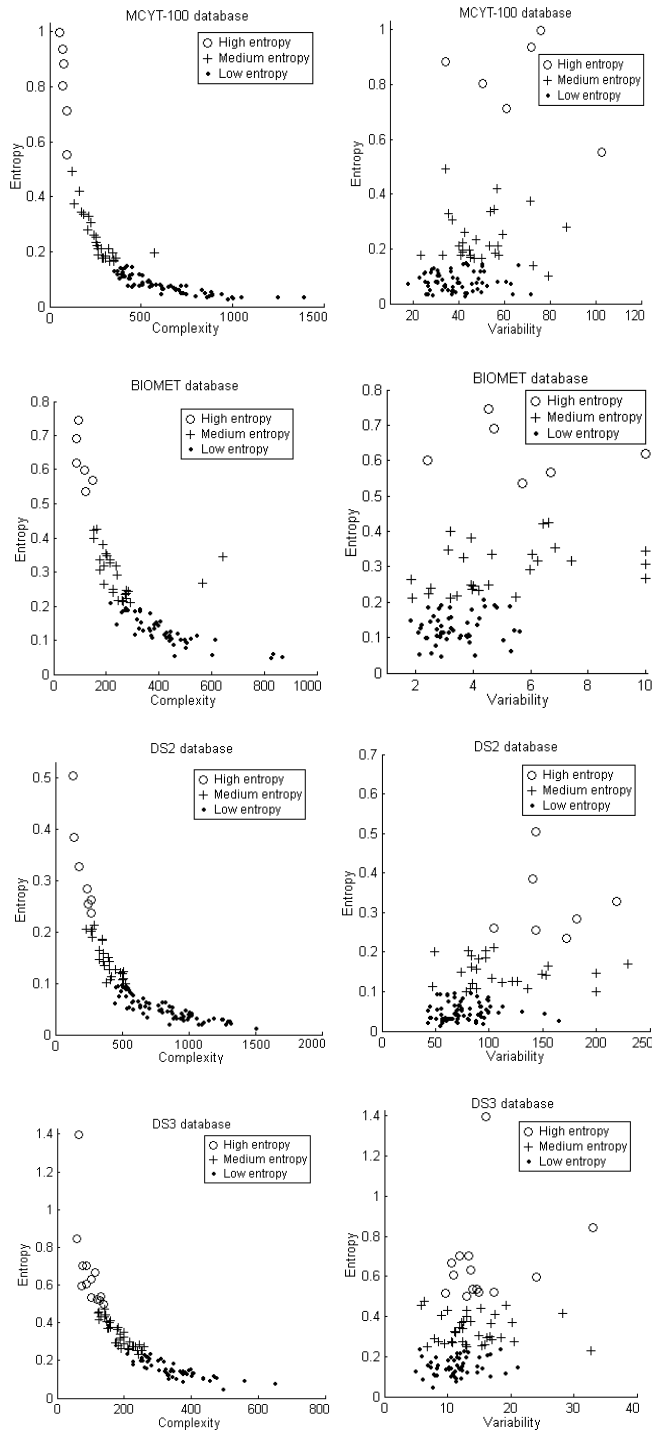 MCYT-100 database
High entropy
Medium entropy
Low entropy
Entropy
1
0.8
0.6
0.4
0.2
0
0 500 1000 1500
Complexity
MCYT-100 database
High entropy
Medium entropy
Low entropy
Entropy
1
0.8
0.6
0.4
0.2
0
20 40 60 80 100 120
Variability
BIOMET database
High entropy
Medium entropy
Low entropy
Entropy
0.8
0.7
0.6
0.5
0.4
0.3
0.2
0.1
0
0 200 400 600 800 1000
Complexity
BIOMET database
High entropy
Medium entropy
Low entropy
Entropy
0.8
0.7
0.6
0.5
0.4
0.3
0.2
0.1
0
2 4 6 8 10
Variability
DS2 database
High entropy
Medium entropy
Low entropy
Entropy
0.5
0.4
0.3
0.2
0.1
0
0 500 1000 1500 2000
Complexity
DS2 database
High entropy
Medium entropy
Low entropy
Entropy
0.7
0.6
0.5
0.4
0.3
0.2
0.1
0
0 50 100 150 200 250
Variability
DS3 database
High entropy
Medium entropy
Low entropy
Entropy
1.4
1.2
1
0.8
0.6
0.4
0.2
0
0 200 400 600 800
Complexity
DS3 database
High entropy
Medium entropy
Low entropy
Entropy
1.4
1.2
1
0.8
0.6
0.4
0.2
0
0 10 20 30 40
Variability